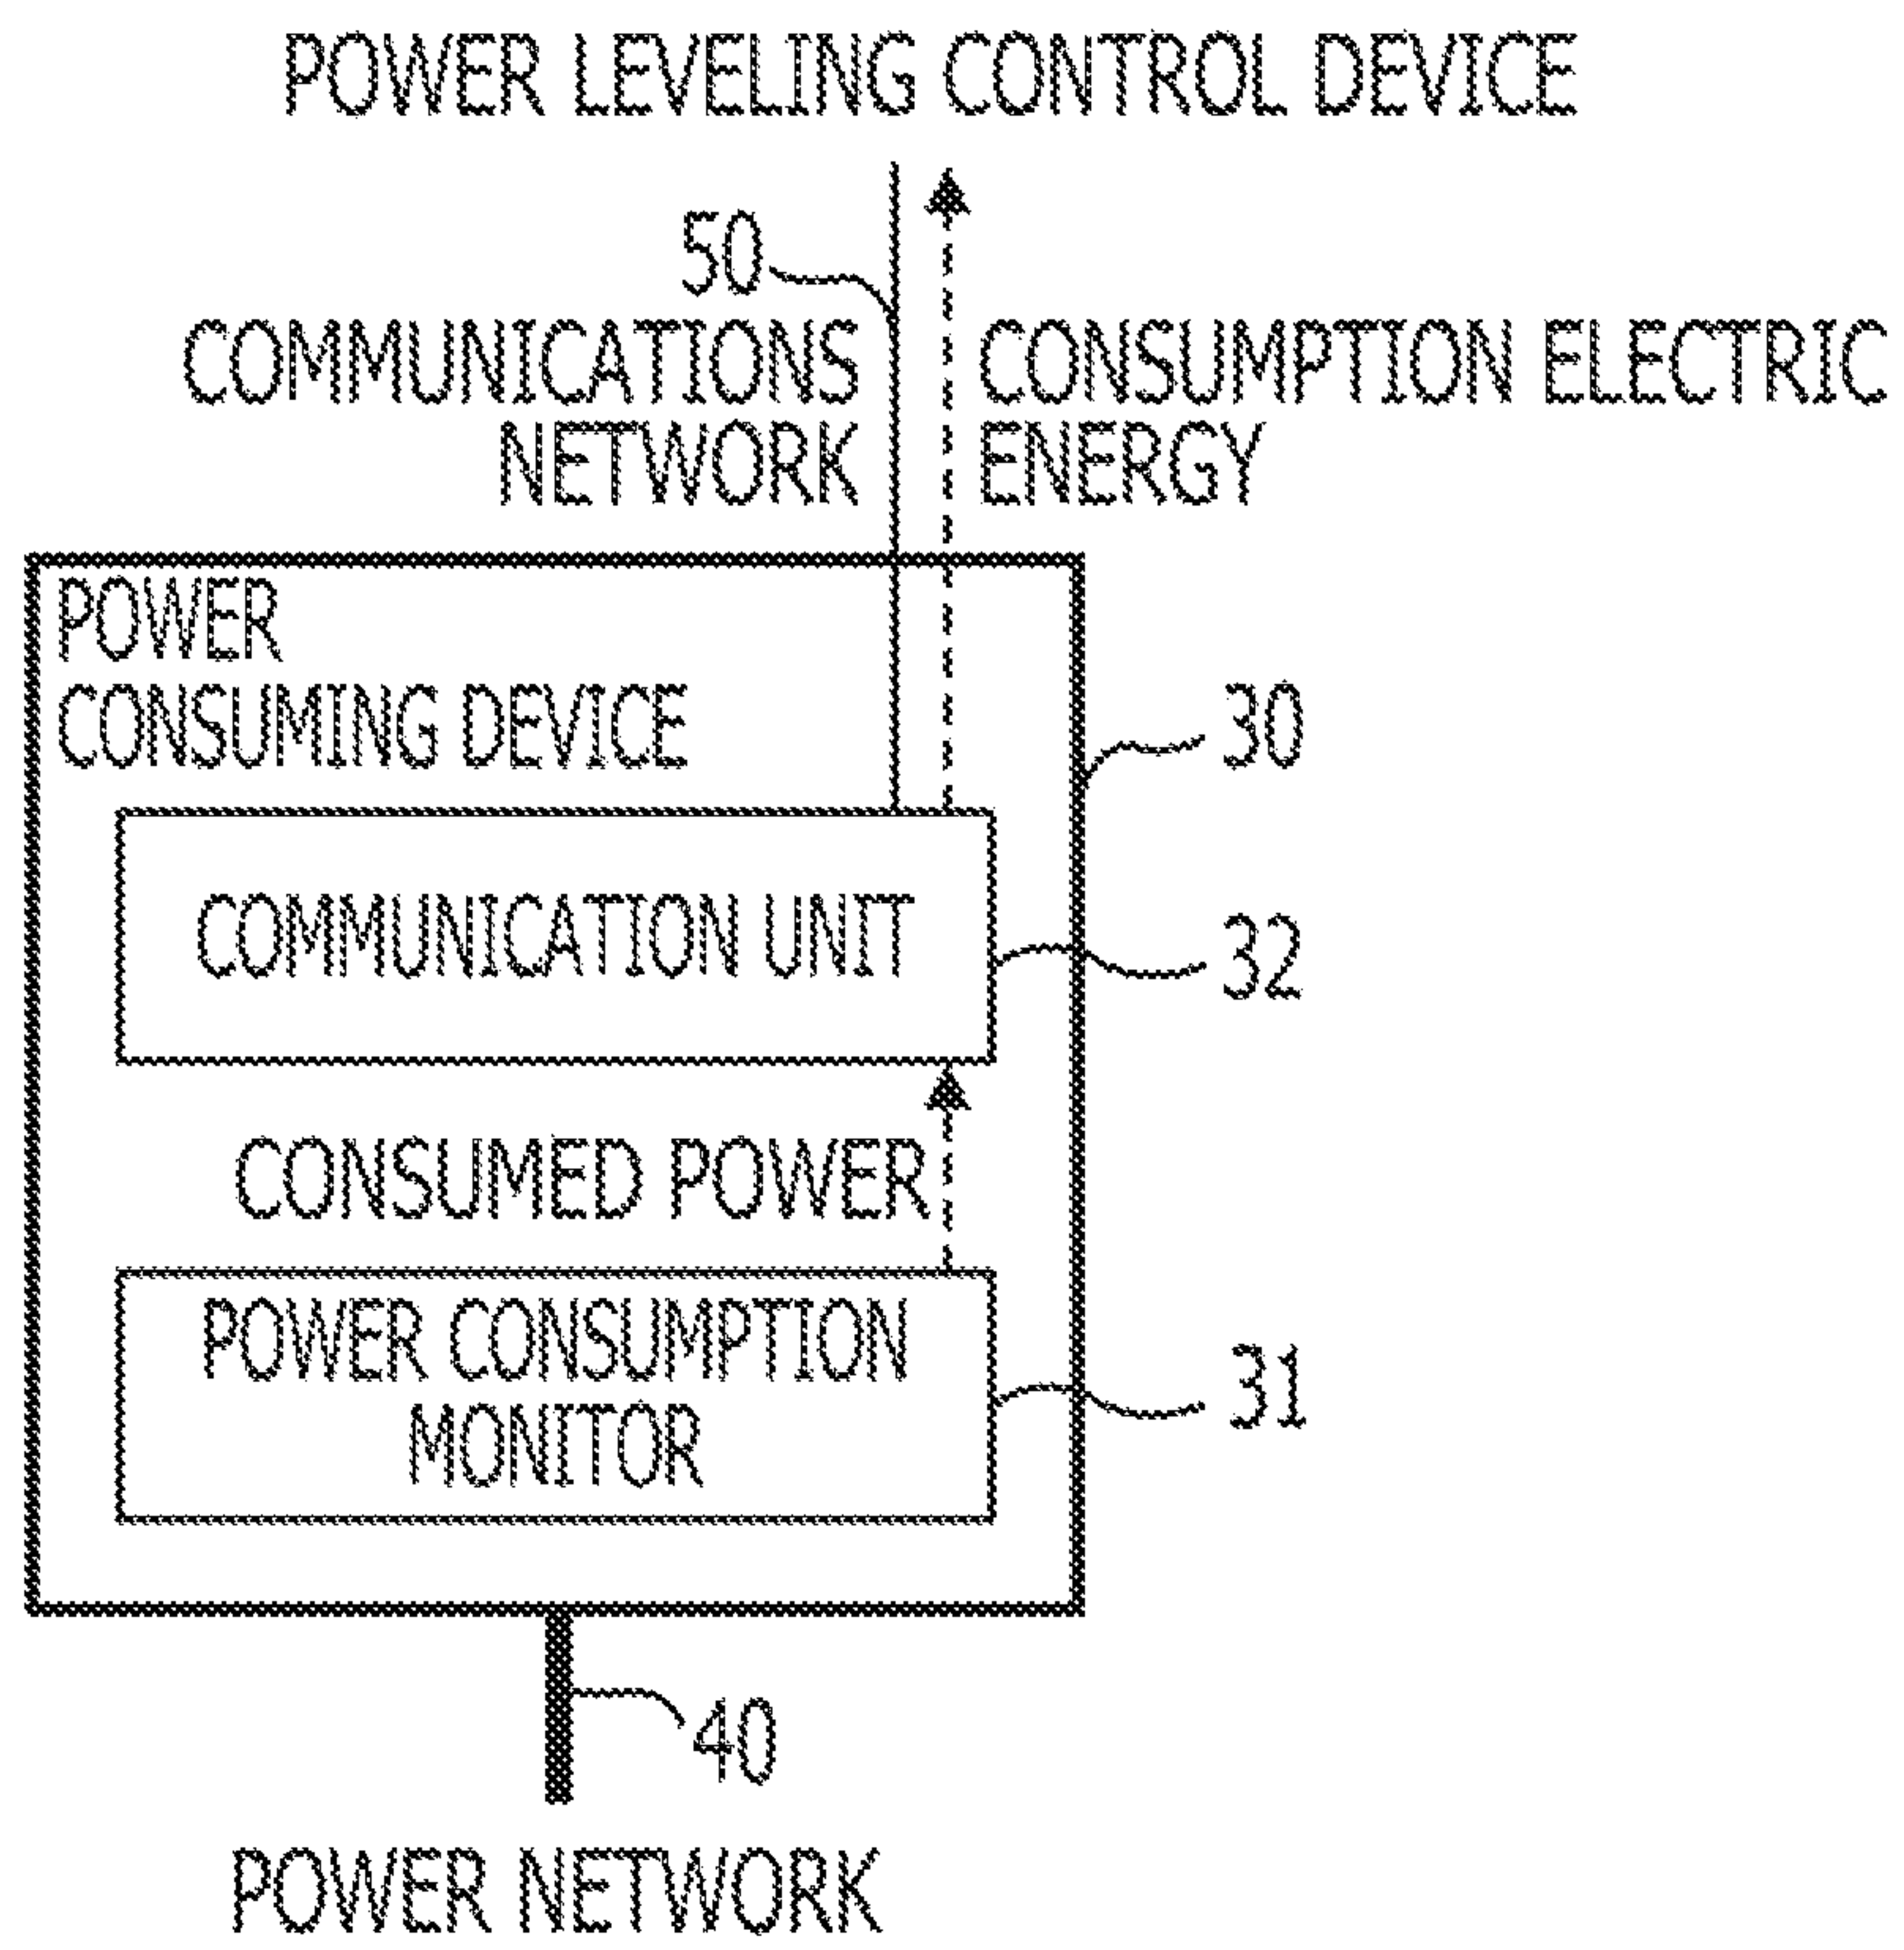 POWER LEVELING CONTROL DEVICE
50
COMMUNICATIONS
NETWORK
CONSUMPTION ELECTRIC
ENERGY
POWER
CONSUMING DEVICE
30
COMMUNICATION UNIT
32
CONSUMED POWER
POWER CONSUMPTION
MONITOR
31
40
POWER NETWORK